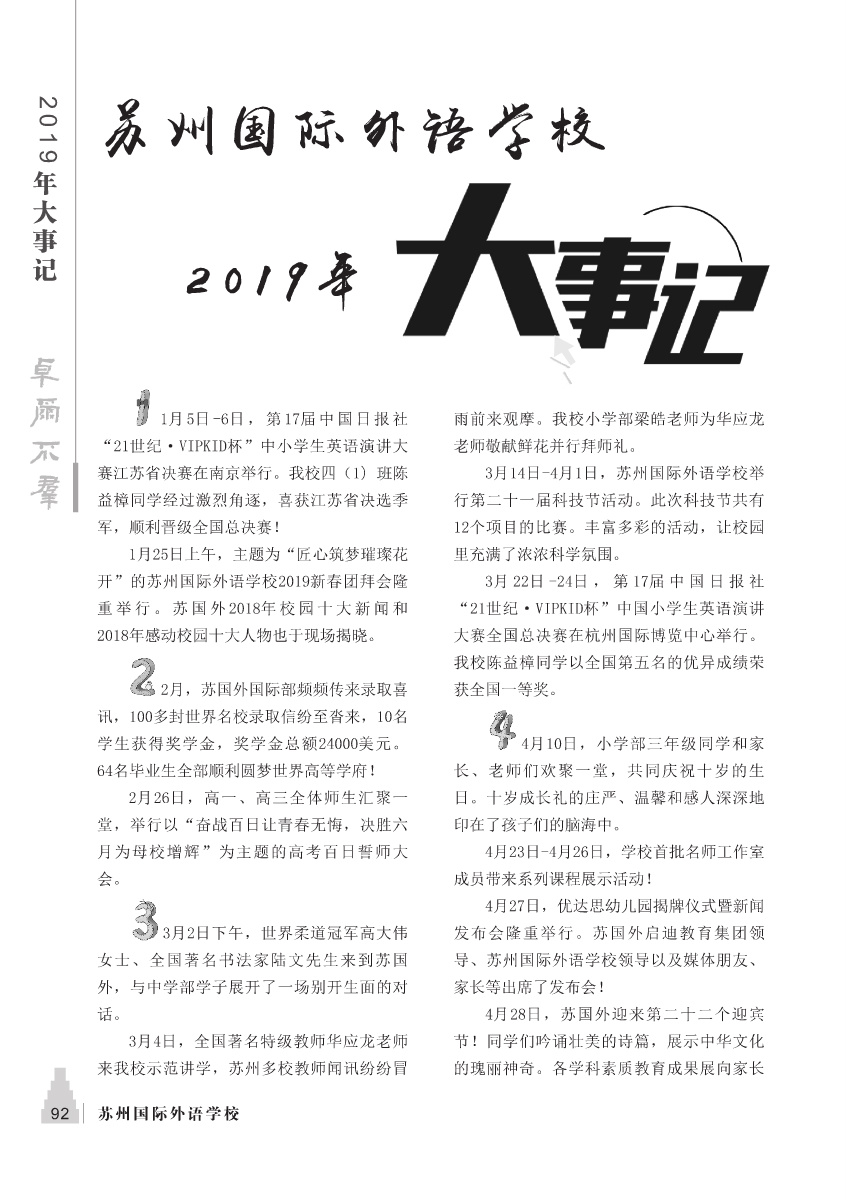 2019年大事记
卓尔不群
苏州国际外语学校
2019年
大事记
1 1月5日-6日，第17届中国日报社
“21世纪·VIPKID杯”中小学生英语演讲大
赛江苏省决赛在南京举行。我校四（1）班陈
益樟同学经过激烈角逐，喜获江苏省决选季
军，顺利晋级全国总决赛！
1月25日上午，主题为“匠心筑梦璀璨花
开”的苏州国际外语学校2019新春团拜会隆
重举行。苏国外2018年校园十大新闻和
2018年感动校园十大人物也于现场揭晓。
2 2月，苏国外国际部频频传来录取喜
讯，100多封世界名校录取信纷至沓来，10名
学生获得奖学金，奖学金总额24000美元。
64名毕业生全部顺利圆梦世界高等学府！
2月26日，高一、高三全体师生汇聚一
堂，举行以“奋战百日让青春无悔，决胜六
月为母校增辉”为主题的高考百日誓师大
会。
3 3月2日下午，世界柔道冠军高大伟
女士、全国著名书法家陆文先生来到苏国
外，与中学部学子展开了一场别开生面的对
话。
3月4日，全国著名特级教师华应龙老师
来我校示范讲学，苏州多校教师闻讯纷纷冒
雨前来观摩。我校小学部梁皓老师为华应龙
老师敬献鲜花并行拜师礼。
3月14日-4月1日，苏州国际外语学校举
行第二十一届科技节活动。此次科技节共有
12个项目的比赛。丰富多彩的活动，让校园
里充满了浓浓科学氛围。
3月22日-24日，第17届中国日报社
“21世纪·VIPKID杯”中国小学生英语演讲
大赛全国总决赛在杭州国际博览中心举行。
我校陈益樟同学以全国第五名的优异成绩荣
获全国一等奖。
4 4月10日，小学部三年级同学和家
长、老师们欢聚一堂，共同庆祝十岁的生
日。十岁成长礼的庄严、温馨和感人深深地
印在了孩子们的脑海中。
4月23日-4月26日，学校首批名师工作室
成员带来系列课程展示活动！
4月27日，优达思幼儿园揭牌仪式暨新闻
发布会隆重举行。苏国外启迪教育集团领
导、苏州国际外语学校领导以及媒体朋友、
家长等出席了发布会！
4月28日，苏国外迎来第二十二个迎宾
节！同学们吟诵壮美的诗篇，展示中华文化
的瑰丽神奇。各学科素质教育成果展向家长
92 苏州国际外语学校